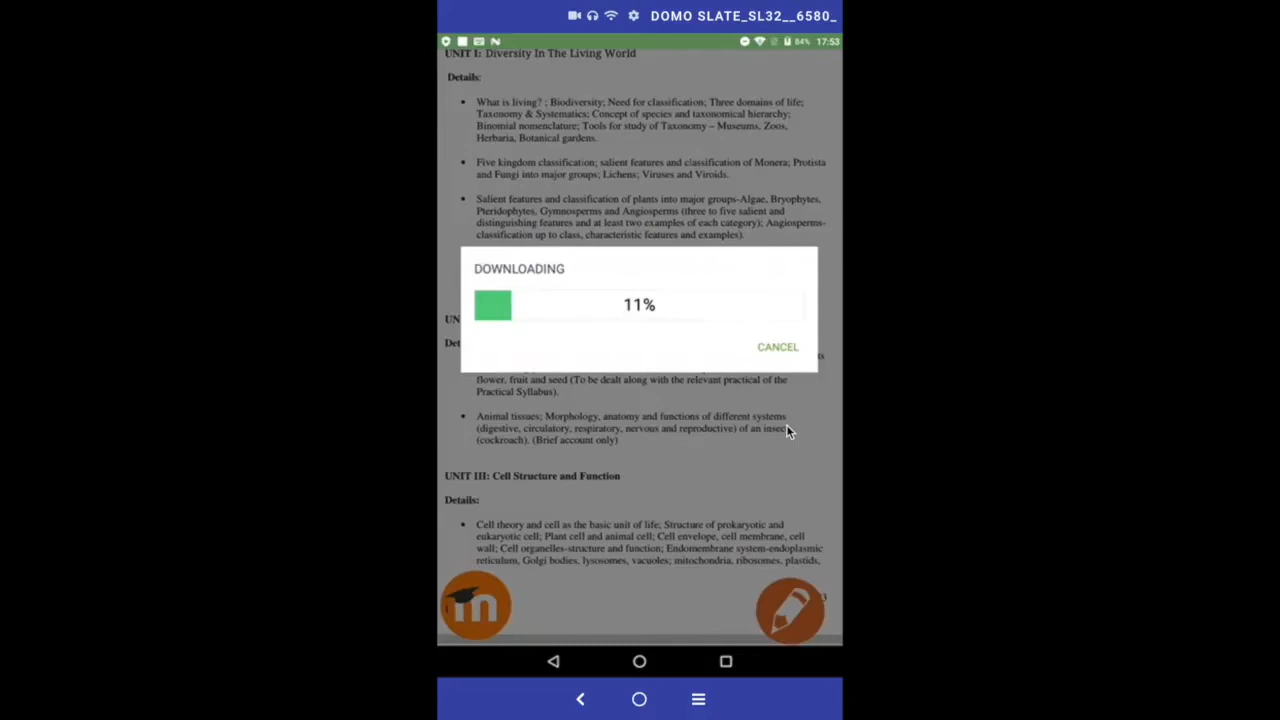 DOMO SLATE_SL32__6580_
84% 17:53
UNIT I: Diversity In The Living World
Details:
What is living? ; Biodiversity; Need for classification; Three domains of life;
Taxonomy & Systematics; Concept of species and taxonomical hierarchy;
Binomial nomenclature; Tools for study of Taxonomy – Museums, Zoos,
Herbaria, Botanical gardens.
Five kingdom classification; salient features and classification of Monera; Protista
and Fungi into major groups; Lichens; Viruses and Viroids.
Salient features and classification of plants into major groups-Algae, Bryophytes,
Pteridophytes, Gymnosperms and Angiosperms (three to five salient and
distinguishing features and at least two examples of each category); Angiosperms-
classification up to class, characteristic features and examples).
DOWNLOADING
11%
CANCEL
UN
Det
ts
flower, fruit and seed (To be dealt along with the relevant practical of the
Practical Syllabus).
Animal tissues; Morphology, anatomy and functions of different systems
(digestive, circulatory, respiratory, nervous and reproductive) of an insect
(cockroach). (Brief account only)
UNIT III: Cell Structure and Function
Details:
Cell theory and cell as the basic unit of life; Structure of prokaryotic and
eukaryotic cell; Plant cell and animal cell; Cell envelope, cell membrane, cell
wall; Cell organelles-structure and function; Endomembrane system-endoplasmic
reticulum, Golgi bodies, lysosomes, vacuoles; mitochondria, ribosomes, plastids,
m
3